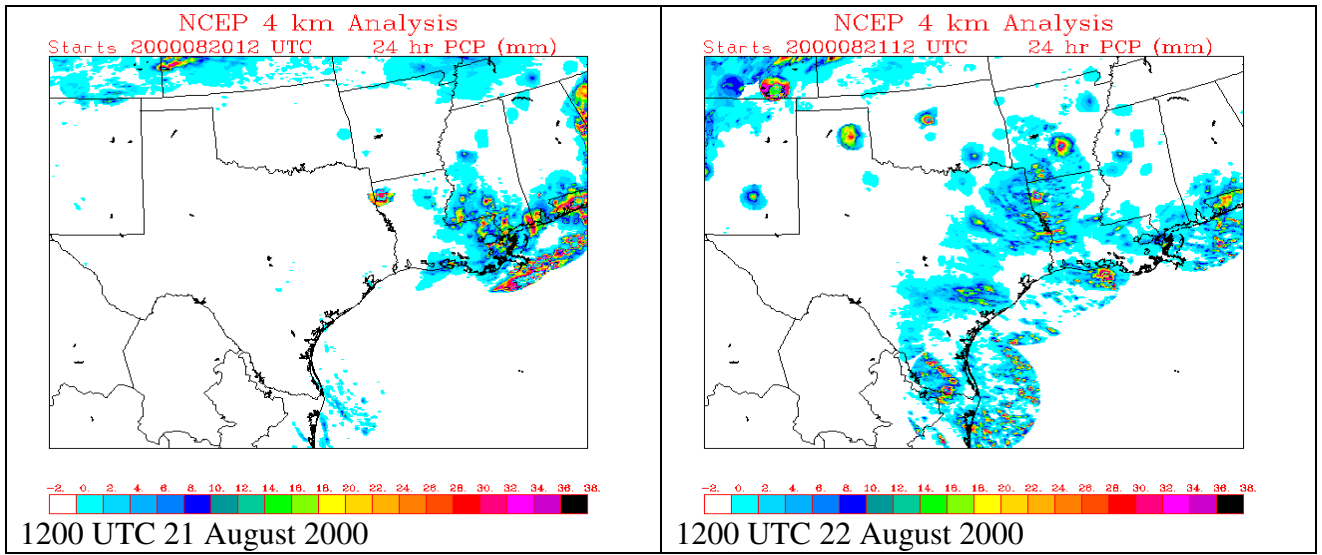 NCEP 4 km Analysis
Starts 2000082012 UTC 24 hr PCP (mm)
-2. 0. 2. 4. 6. 8. 10. 12. 14. 16. 18. 20. 22. 24. 26. 28. 30. 32. 34. 36. 38.
1200 UTC 21 August 2000
NCEP 4 km Analysis
Starts 2000082112 UTC 24 hr PCP (mm)
-2. 0. 2. 4. 6. 8. 10. 12. 14. 16. 18. 20. 22. 24. 26. 28. 30. 32. 34. 36. 38.
1200 UTC 22 August 2000